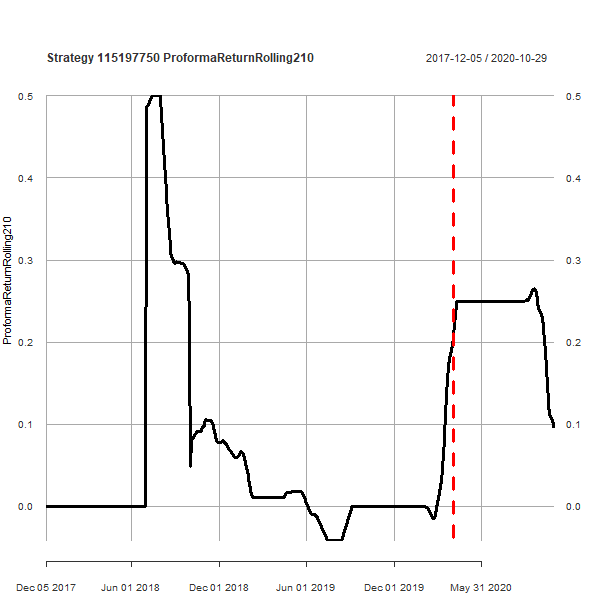 Strategy 115197750 ProformaReturnRolling210
2017-12-05 / 2020-10-29
ProformaReturnRolling210
0.5
0.5
0.4
0.4
0.3
0.3
0.2
0.2
0.1
0.1
0.0
0.0
Dec 05 2017
Jun 01 2018
Dec 01 2018
Jun 01 2019
Dec 01 2019
May 31 2020